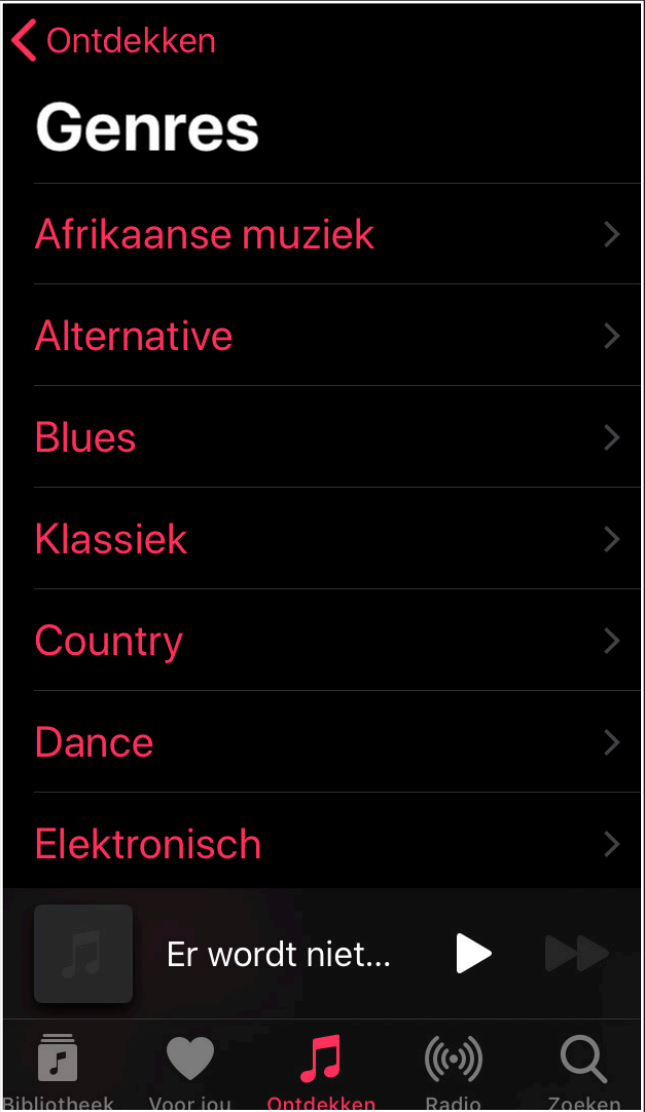 Ontdekken
Genres
Afrikaanse muziek
Alternative
Blues
Klassiek
Country
Dance
Elektronisch
Er wordt niet...
Bibliotheek Voor jou Ontdekken Radio Zoeken